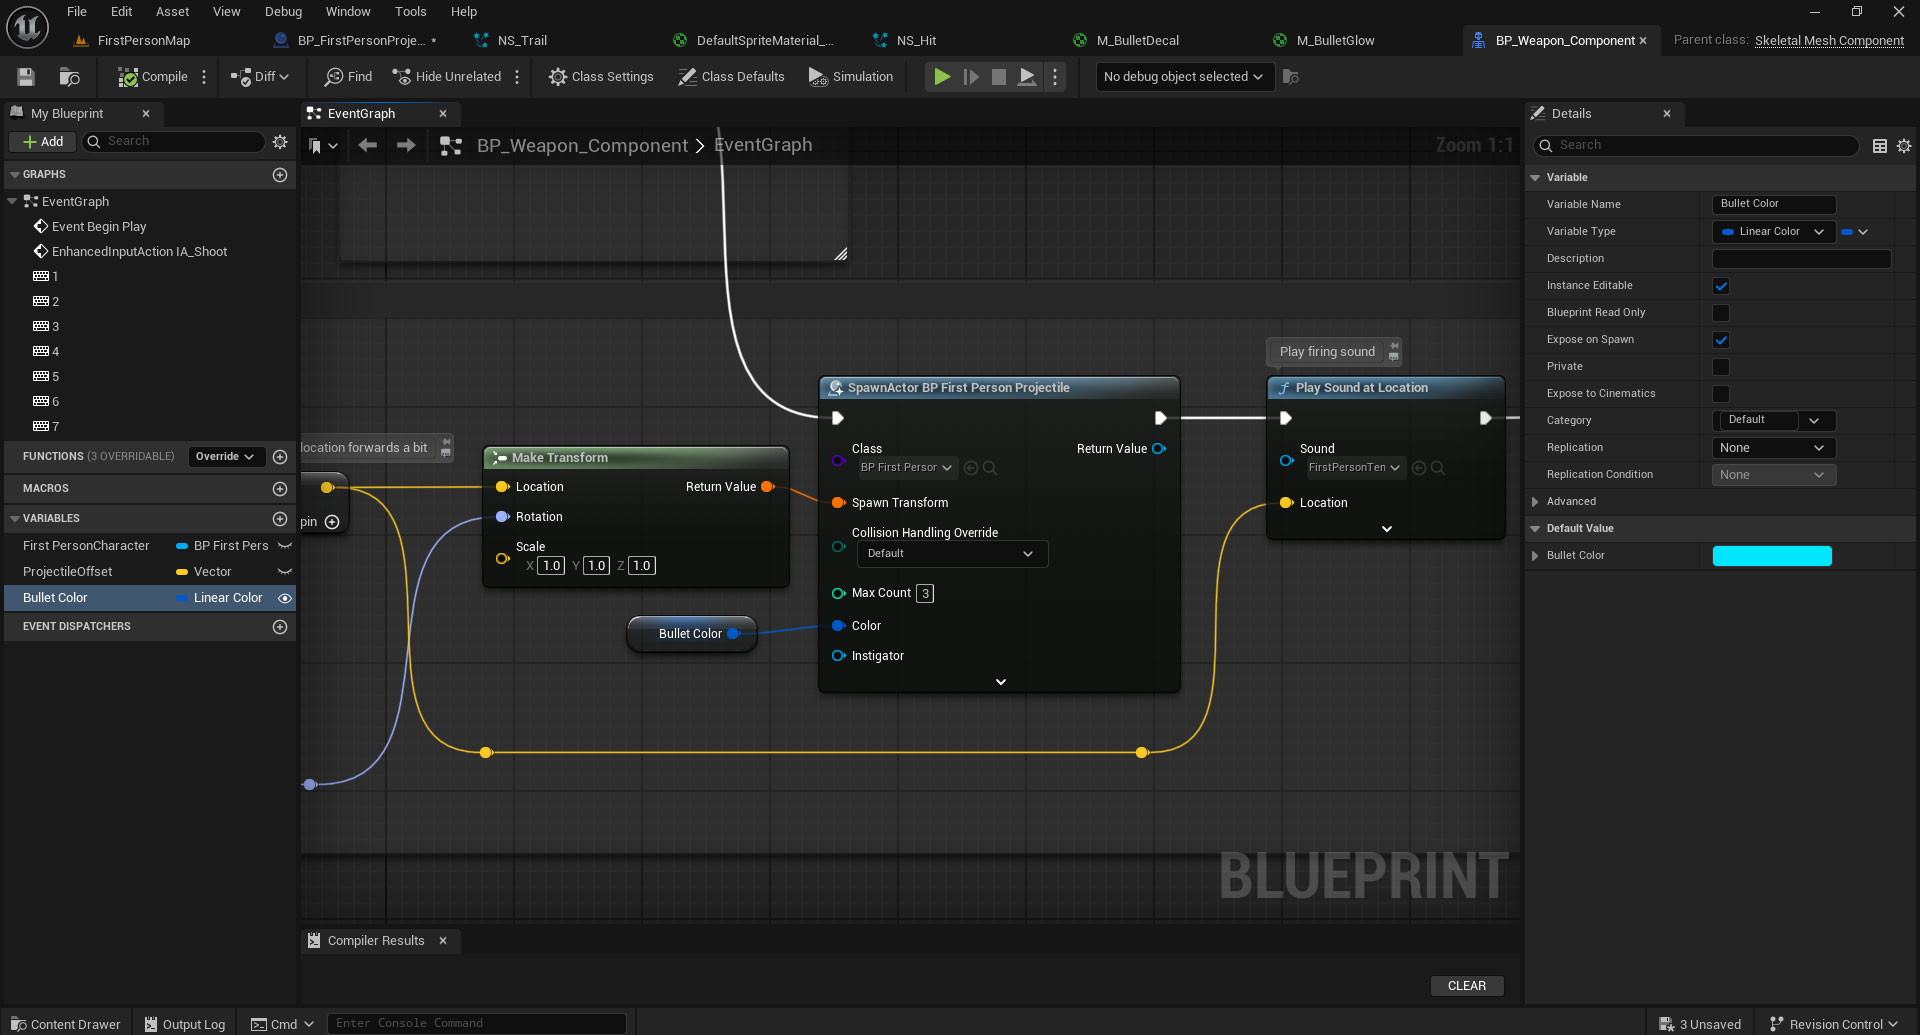 File Edit Asset View Debug Window Tools Help
FirstPersonMap
BP_FirstPersonProje... *
NS_Trail
DefaultSpriteMaterial_...
NS_Hit
M_BulletDecal
M_BulletGlow
BP_Weapon_Component
Parent class: Skeletal Mesh Component
Compile
Diff
Find
Hide Unrelated
Class Settings
Class Defaults
Simulation
No debug object selected
My Blueprint
Add
Search
GRAPHS
EventGraph
Event Begin Play
EnhancedInputAction IA_Shoot
1
2
3
4
5
6
7
FUNCTIONS (3 OVERRIDABLE) Override
MACROS
VARIABLES
First PersonCharacter BP First Pers
ProjectileOffset Vector
Bullet Color Linear Color
EVENT DISPATCHERS
EventGraph
BP_Weapon_Component > EventGraph
Zoom 1:1
location forwards a bit
pin
Make Transform
Location Return Value
Rotation
Scale
X 1.0 Y 1.0 Z 1.0
Bullet Color
SpawnActor BP First Person Projectile
Class Return Value
BP First Persor
Spawn Transform
Collision Handling Override
Default
Max Count 3
Color
Instigator
Play firing sound
Play Sound at Location
Sound
FirstPersonTen
Location
BLUEPRINT
Compiler Results
CLEAR
Details
Search
Variable
Variable Name Bullet Color
Variable Type Linear Color
Description
Instance Editable
Blueprint Read Only
Expose on Spawn
Private
Expose to Cinematics
Category Default
Replication None
Replication Condition None
Advanced
Default Value
Bullet Color
Content Drawer
Output Log
Cmd
Enter Console Command
3 Unsaved
Revision Control